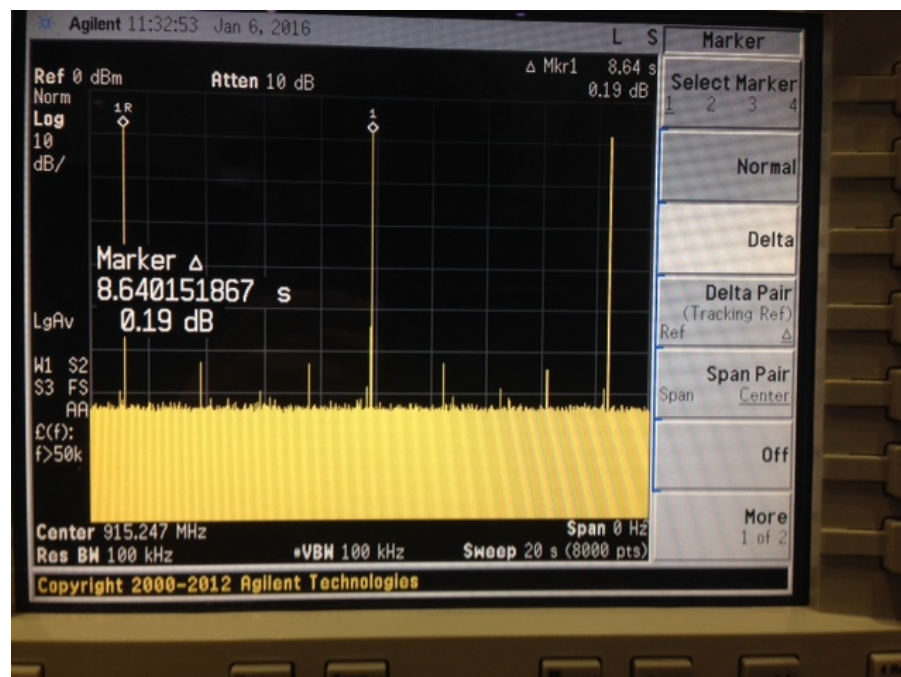 Agilent 11:32:53 Jan 6, 2016
L S
Marker
Ref 0 dBm
Atten 10 dB
Δ Mkr1 8.64 s
0.19 dB
Norm
Log
10
dB/
1R
1
Marker Δ
8.640151867 s
0.19 dB
LgAv
W1 S2
S3 FS
AA
£(f):
f>50k
Center 915.247 MHz
Span 0 Hz
Res BW 100 kHz
*VBW 100 kHz
Sweep 20 s (8000 pts)
Copyright 2000-2012 Agilent Technologies
Select Marker
1 2 3 4
Normal
Delta
Delta Pair
(Tracking Ref)
Ref Δ
Span Pair
Span Center
Off
More
1 of 2